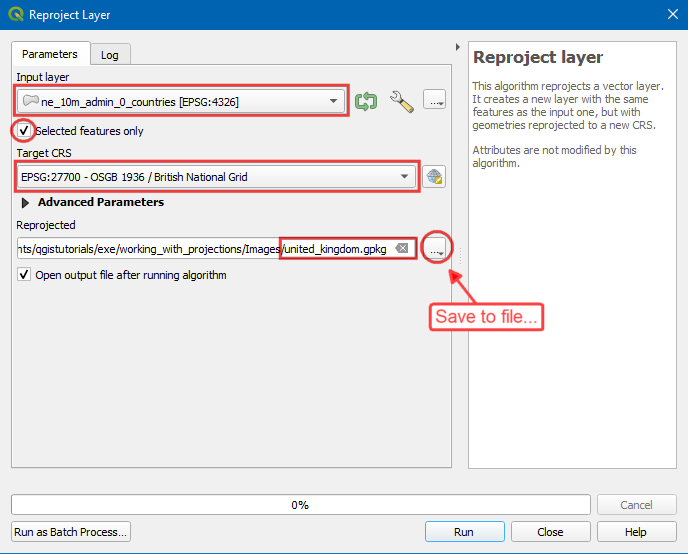 Reproject Layer
Parameters
Log
Input layer
ne_10m_admin_0_countries [EPSG:4326]
...
Selected features only
Target CRS
EPSG:27700 - OSGB 1936 / British National Grid
Advanced Parameters
Reprojected
nts/qgistutorials/exe/working_with_projections/Images/united_kingdom.gpkg
...
Open output file after running algorithm
Save to file...
Reproject layer
This algorithm reprojects a vector layer.
It creates a new layer with the same
features as the input one, but with
geometries reprojected to a new CRS.
Attributes are not modified by this
algorithm.
0%
Cancel
Run as Batch Process...
Run
Close
Help